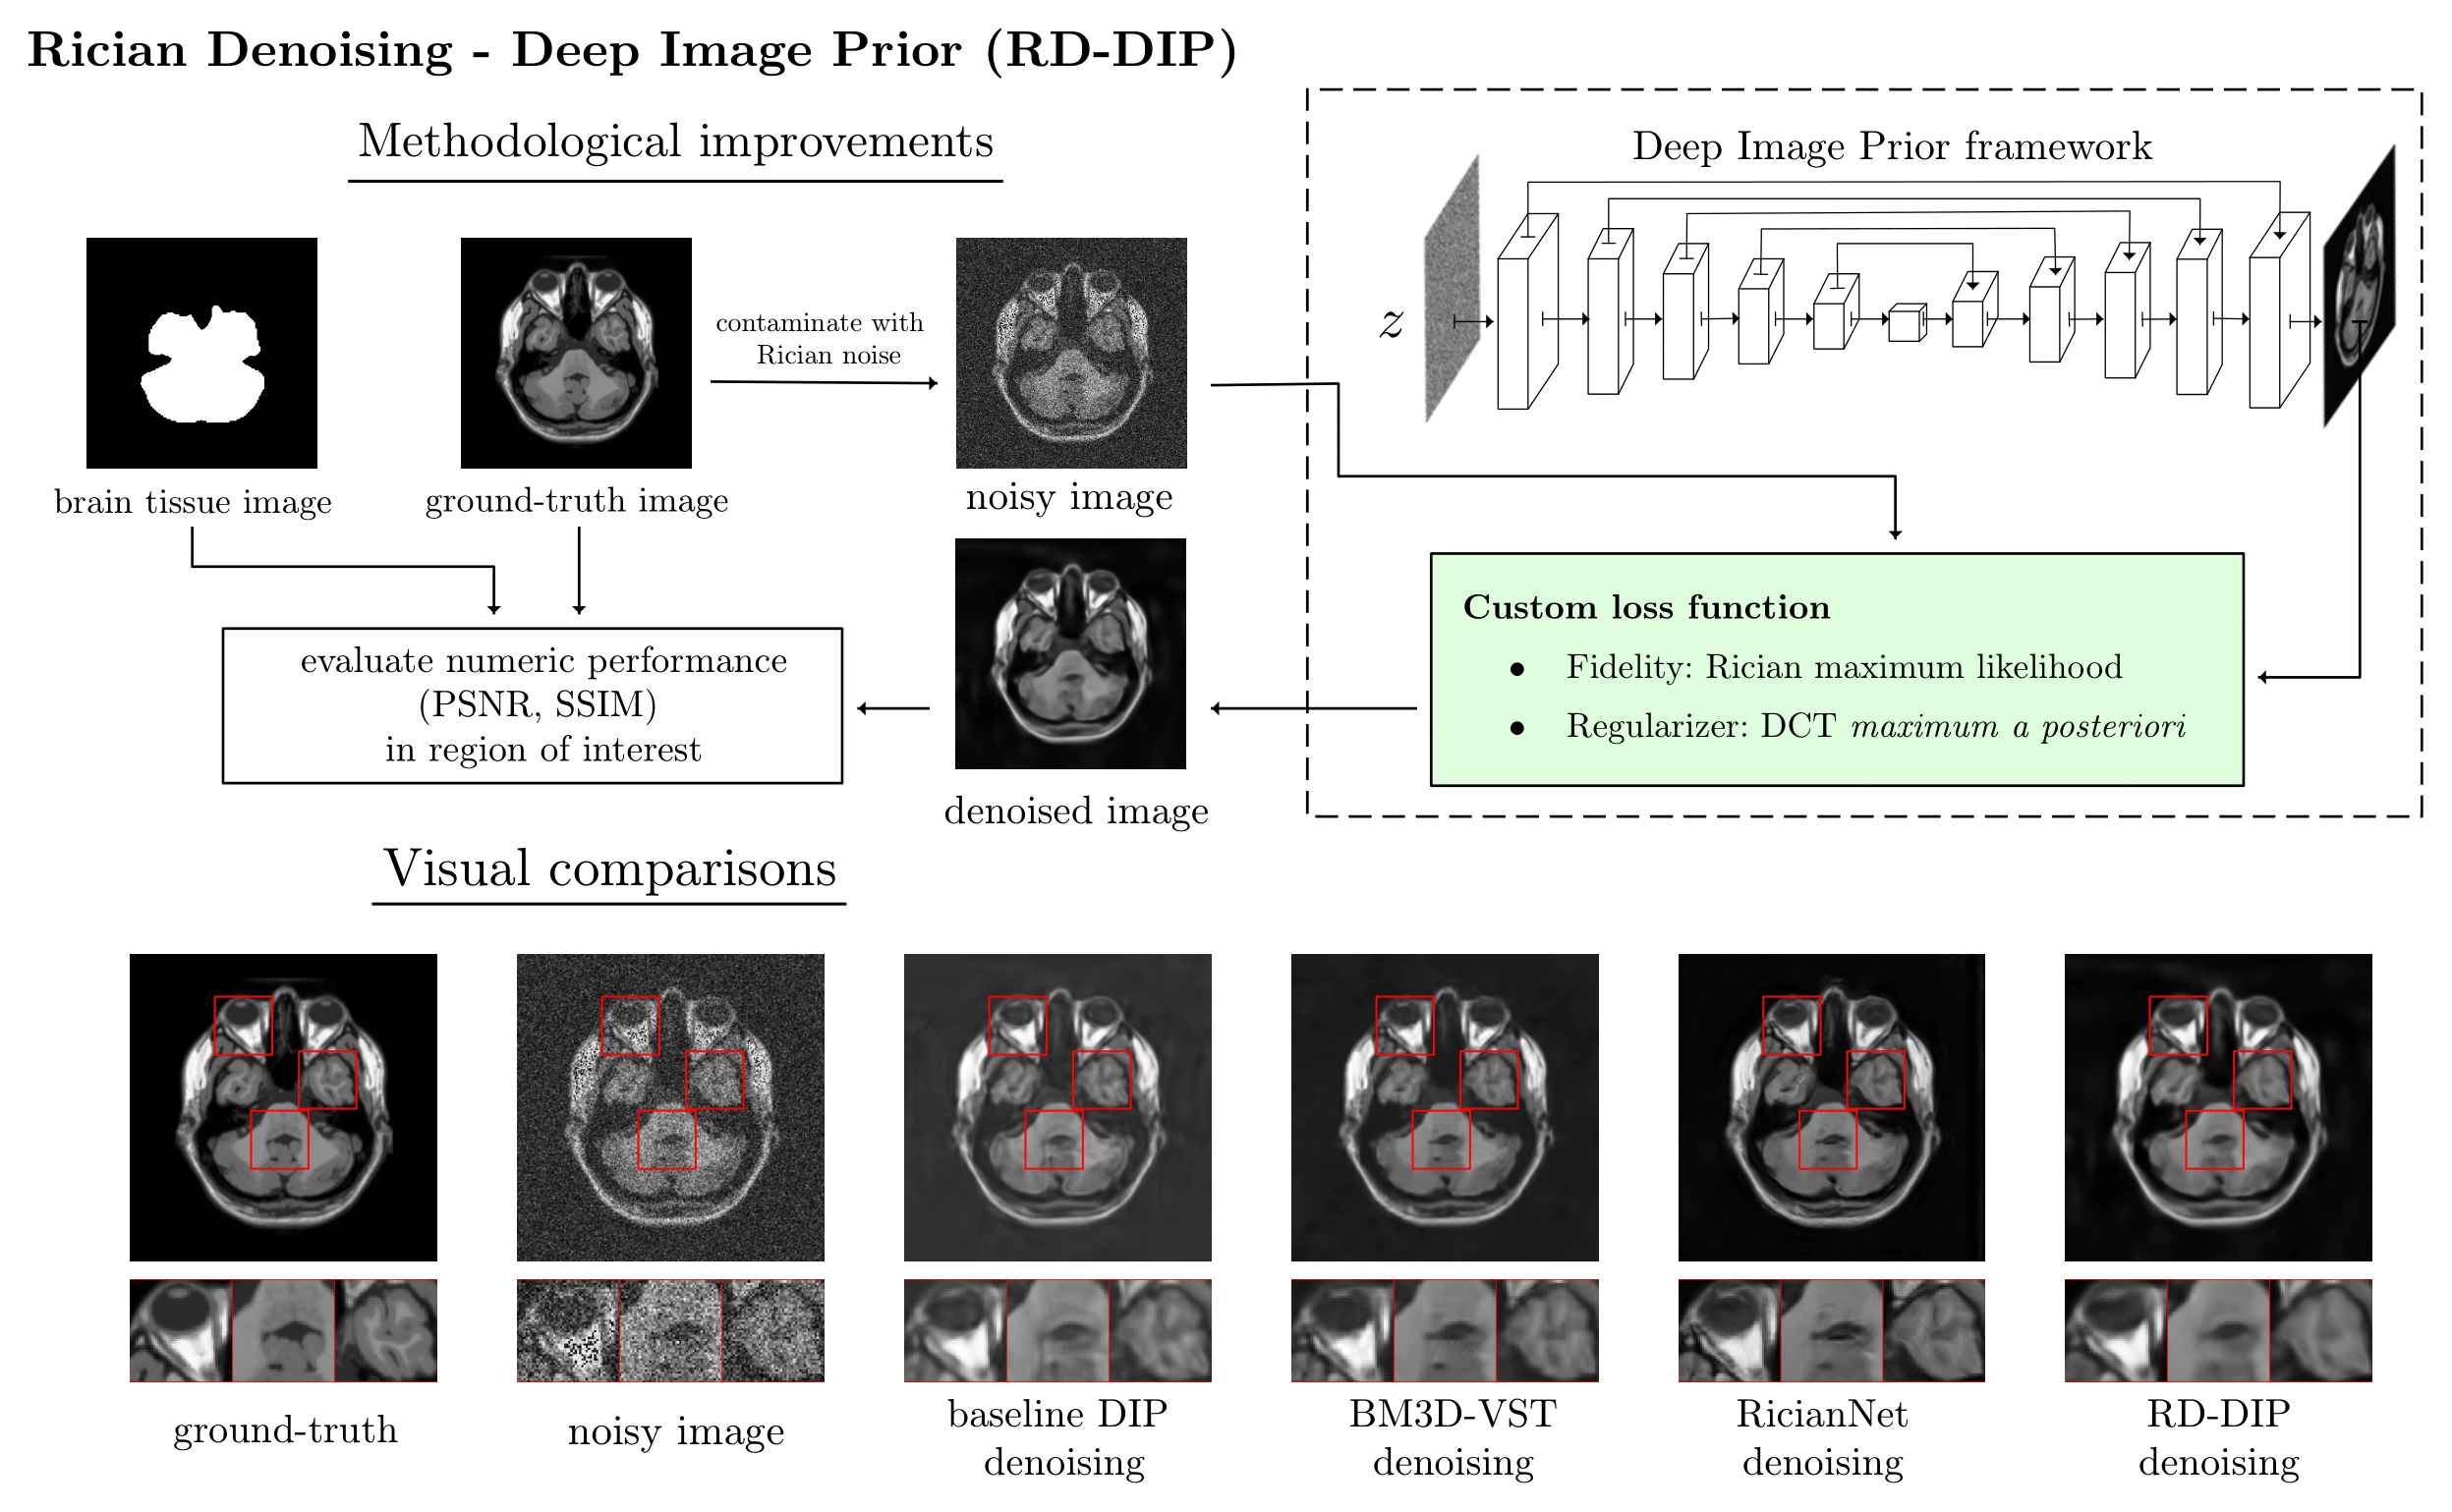 Rician Denoising - Deep Image Prior (RD-DIP)
Methodological improvements
Deep Image Prior framework
contaminate with
Rician noise
z
brain tissue image
ground-truth image
noisy image
Custom loss function
● Fidelity: Rician maximum likelihood
● Regularizer: DCT maximum a posteriori
evaluate numeric performance
(PSNR, SSIM)
in region of interest
denoised image
Visual comparisons
ground-truth
noisy image
baseline DIP
denoising
BM3D-VST
denoising
RicianNet
denoising
RD-DIP
denoising